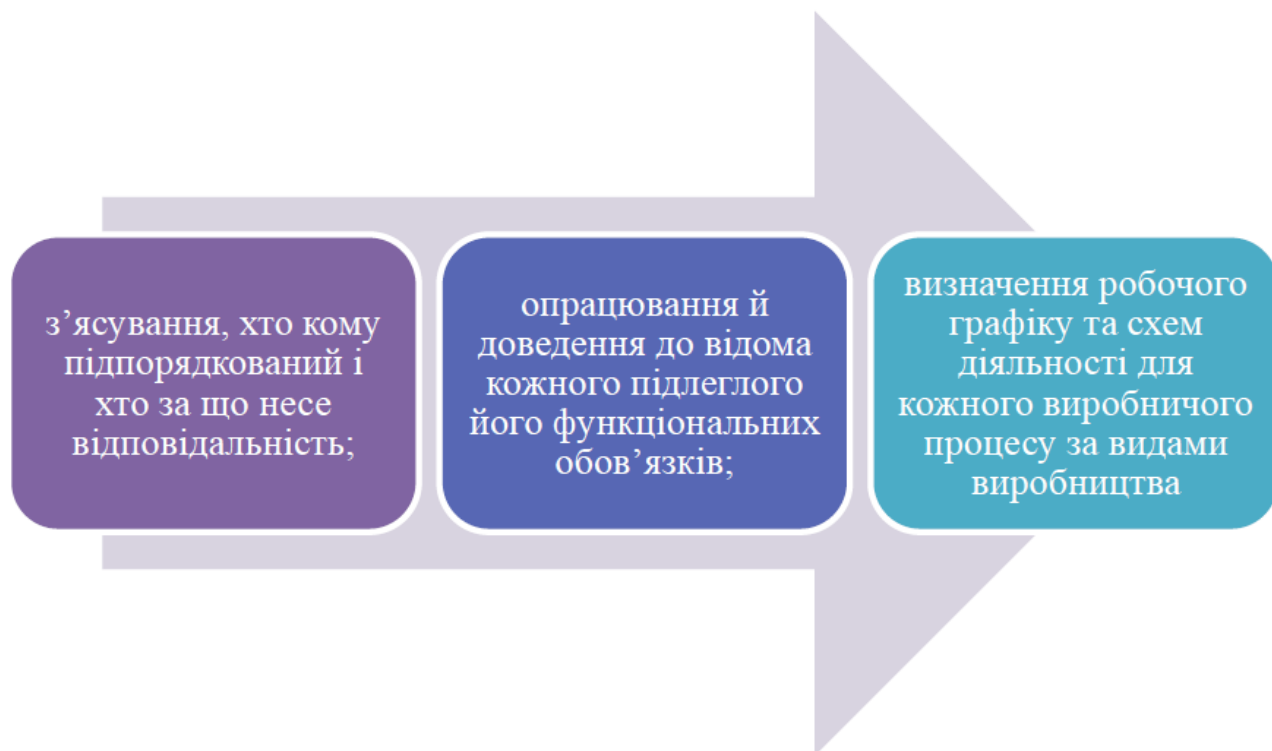 з’ясування, хто кому
підпорядкований і
хто за що несе
відповідальність;
опрацювання й
доведення до відома
кожного підлеглого
його функціональних
обов’язків;
визначення робочого
графіку та схем
діяльності для
кожного виробничого
процесу за видами
виробництва